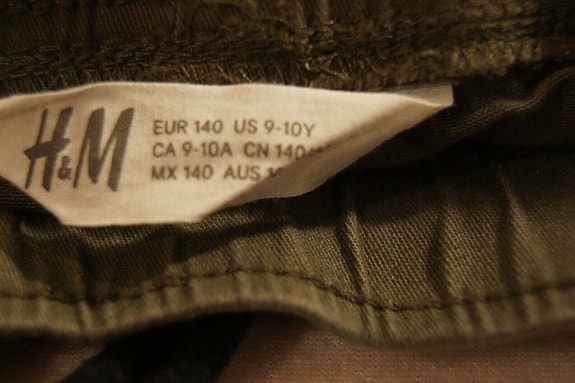 H&M
EUR 140 US 9-10Y
CA 9-10A CN 140
MX 140 AUS